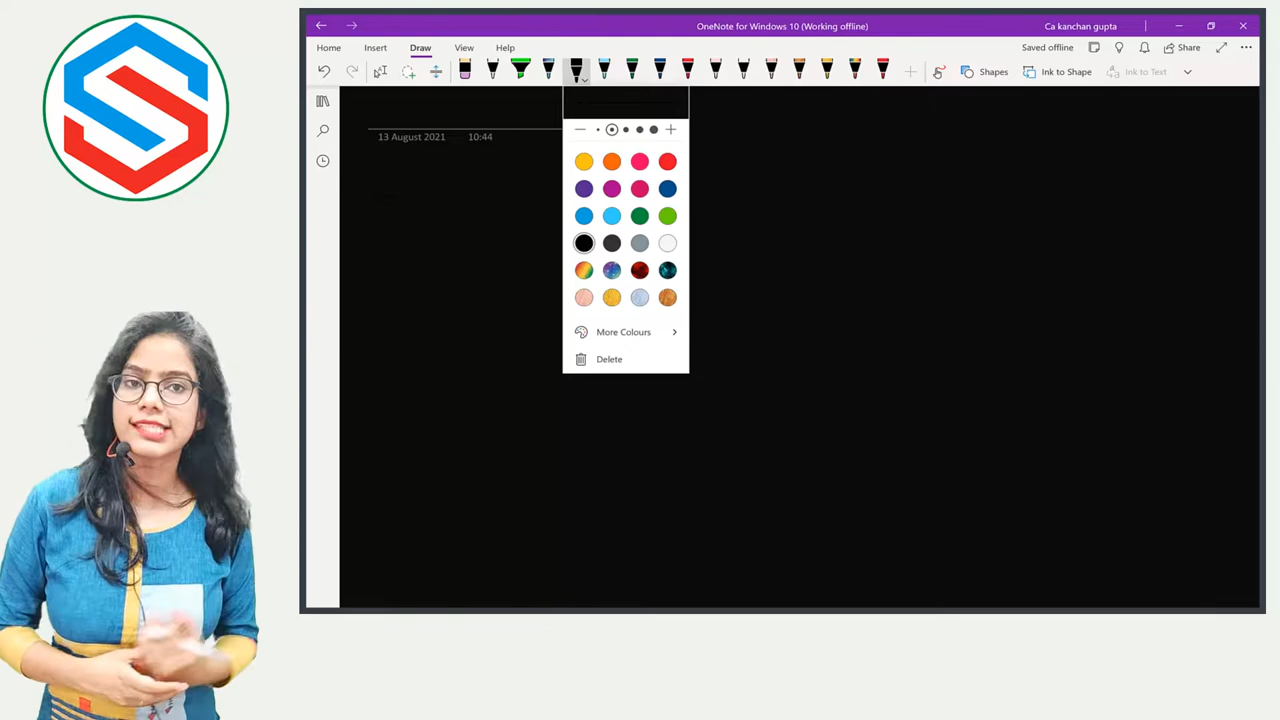 OneNote for Windows 10 (Working offline)
Ca kanchan gupta
Home Insert Draw View Help
Saved offline
Share
Shapes
Ink to Shape
Ink to Text
13 August 2021 10:44
More Colours
Delete